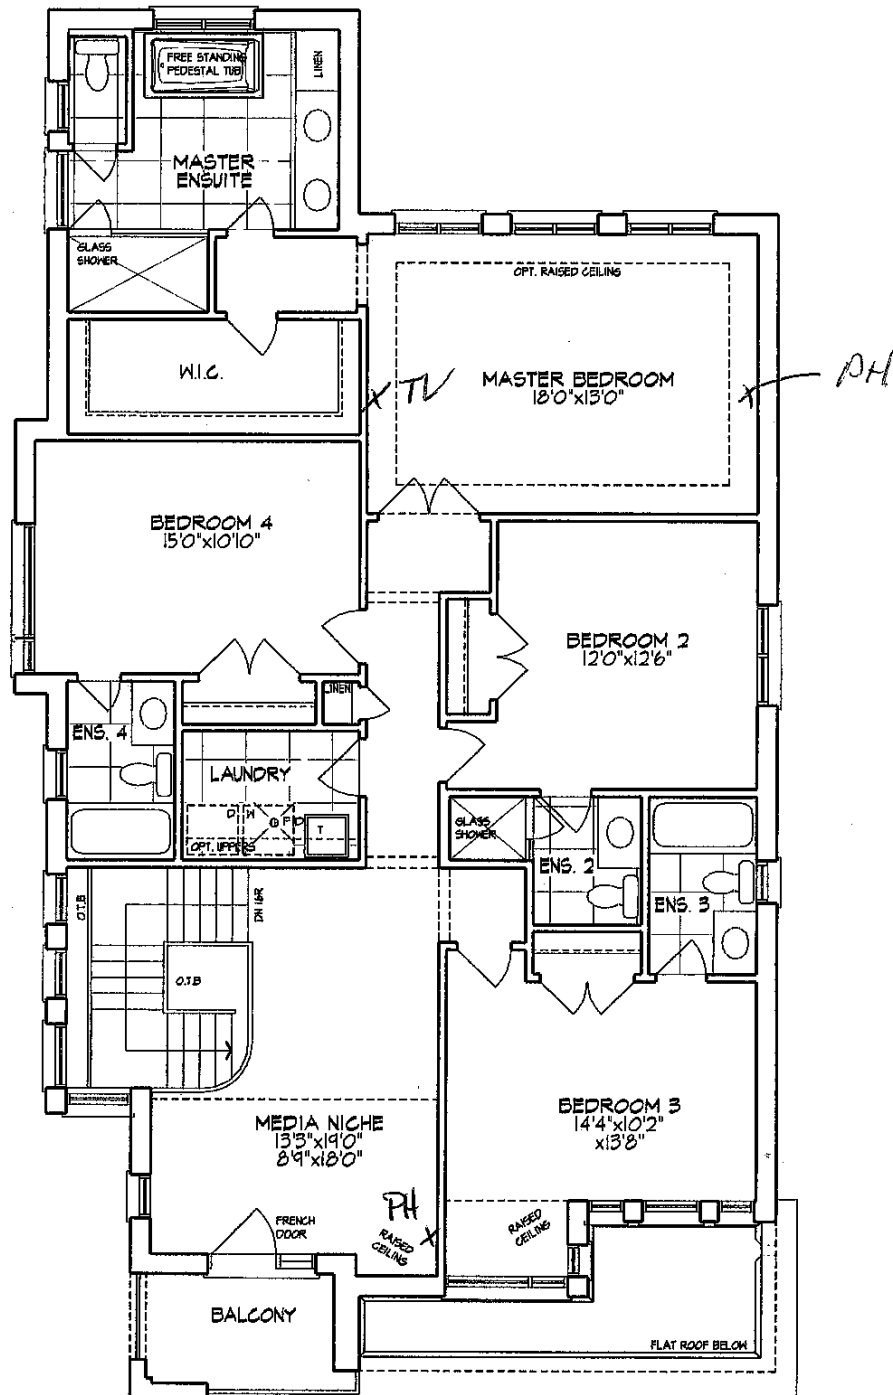 FREE STANDING
PEDESTAL TUB
LINEN
MASTER
ENSUITE
GLASS
SHOWER
OPT. RAISED CEILING
W.I.C.
TV
MASTER BEDROOM
18'0"x13'0"
PH
BEDROOM 4
15'0"x10'10"
BEDROOM 2
12'0"x12'6"
LINEN
ENS. 4
LAUNDRY
D W F D
T
OPT. UPPERS
GLASS
SHOWER
ENS. 2
ENS. 3
O.T.B
DN 16R
O.T.B
MEDIA NICHE
13'3"x19'0"
8'9"x18'0"
BEDROOM 3
14'4"x10'2"
x13'8"
PH
RAISED
CEILING
RAISED
CEILING
FRENCH
DOOR
BALCONY
FLAT ROOF BELOW